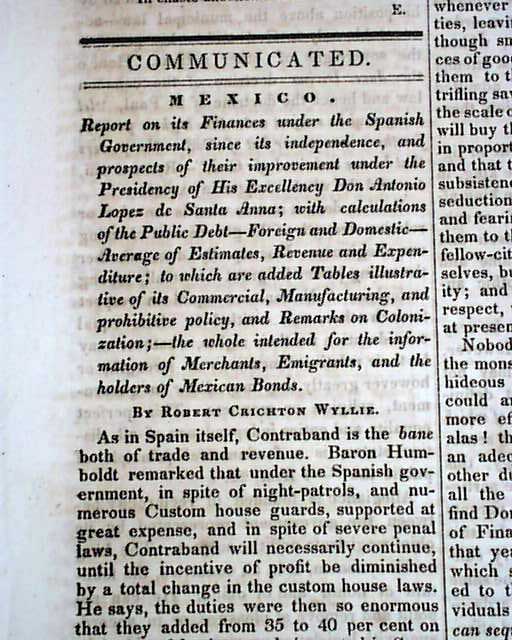 E.
COMMUNICATED.
MEXICO.
Report on its Finances under the Spanish
Government, since its independence, and
prospects of their improvement under the
Presidency of His Excellency Don Antonio
Lopez de Santa Anna; with calculations
of the Public Debt—Foreign and Domestic—
Average of Estimates, Revenue and Expen-
diture; to which are added Tables illustra-
tive of its Commercial, Manufacturing, and
prohibitive policy, and Remarks on Coloni-
zation;—the whole intended for the infor-
mation of Merchants, Emigrants, and the
holders of Mexican Bonds.
BY ROBERT CRICHTON WYLLIE.
As in Spain itself, Contraband is the bane
both of trade and revenue. Baron Hum-
boldt remarked that under the Spanish gov-
ernment, in spite of night-patrols, and nu-
merous Custom house guards, supported at
great expense, and in spite of severe penal
laws, Contraband will necessarily continue,
until the incentive of profit be diminished
by a total change in the custom house laws.
He says, the duties were then so enormous
that they added from 35 to 40 per cent on
whenever
ties, leavi
though sm
ces of goo
them to t
trifling sav
the scale o
will buy th
in proport
and that t
subsistenc
seduction
and fearin
them to th
fellow-cit
selves, bu
ity; and
respect,
at presen
Nobod
the mons
hideous
could a
more ef
alas! th
an adec
other du
all the
find Don
of Fina
that yea
which s
ed to t
viduals
can seq